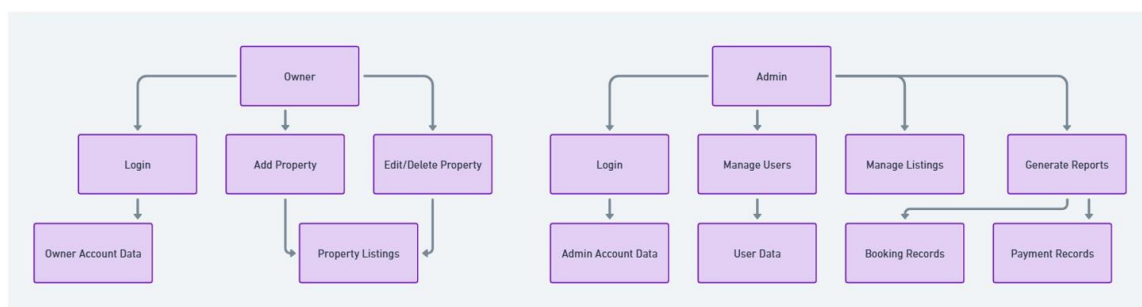 Owner
Admin
Login
Add Property
Edit/Delete Property
Login
Manage Users
Manage Listings
Generate Reports
Owner Account Data
Property Listings
Admin Account Data
User Data
Booking Records
Payment Records